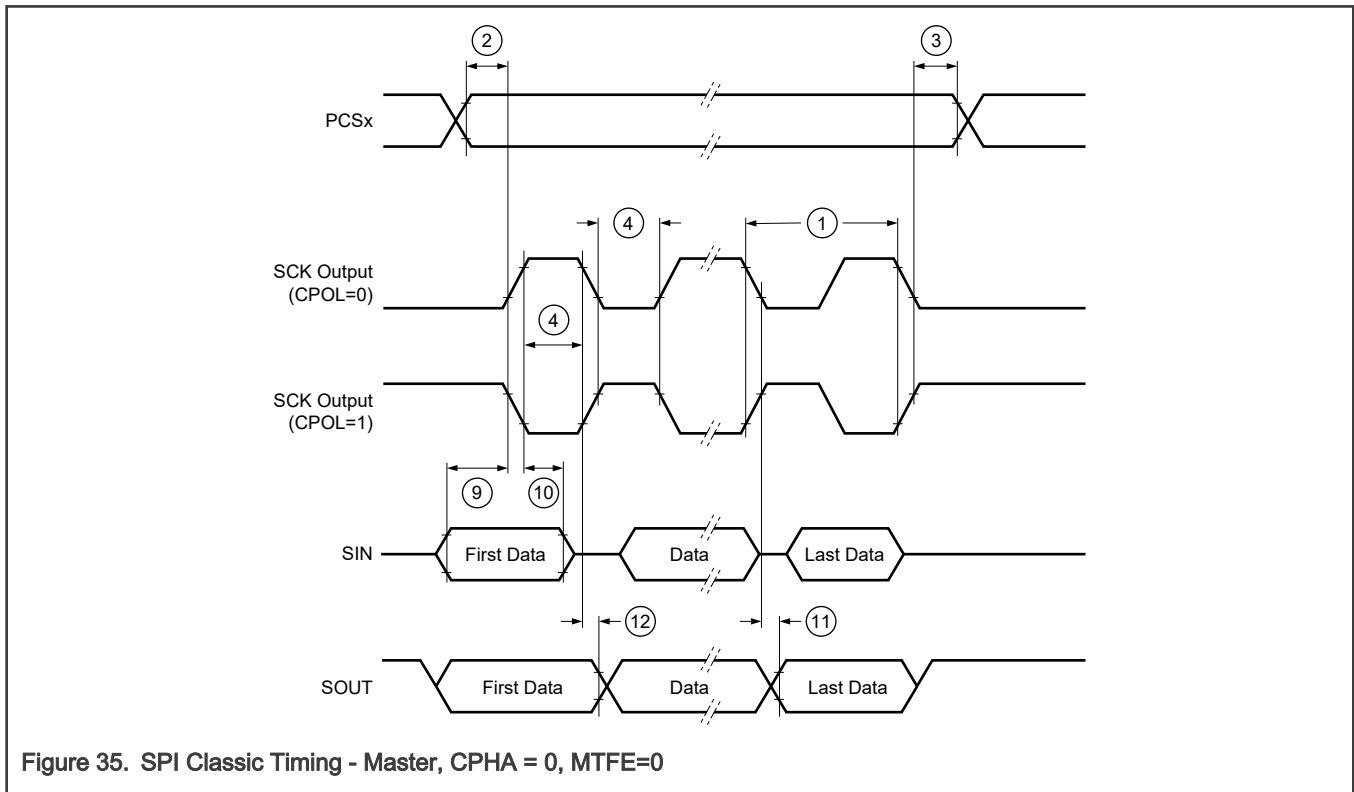 2
3
PCSx
4
1
SCK Output
(CPOL=0)
4
SCK Output
(CPOL=1)
9
10
SIN
First Data
Data
Last Data
12
11
SOUT
First Data
Data
Last Data
Figure 35. SPI Classic Timing - Master, CPHA = 0, MTFE=0